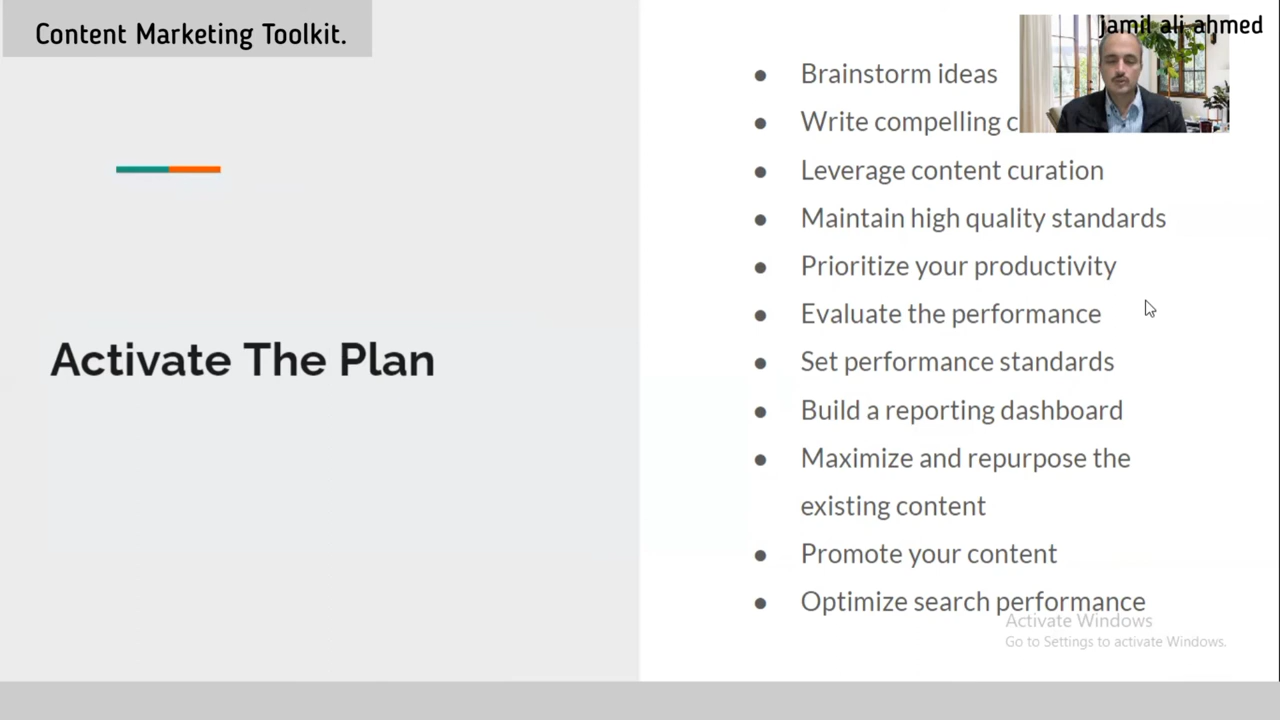 Content Marketing Toolkit.
jamil ali ahmed
Activate The Plan
Brainstorm ideas
Write compelling
Leverage content curation
Maintain high quality standards
Prioritize your productivity
Evaluate the performance
Set performance standards
Build a reporting dashboard
Maximize and repurpose the
existing content
Promote your content
Optimize search performance
Activate Windows
Go to Settings to activate Windows.